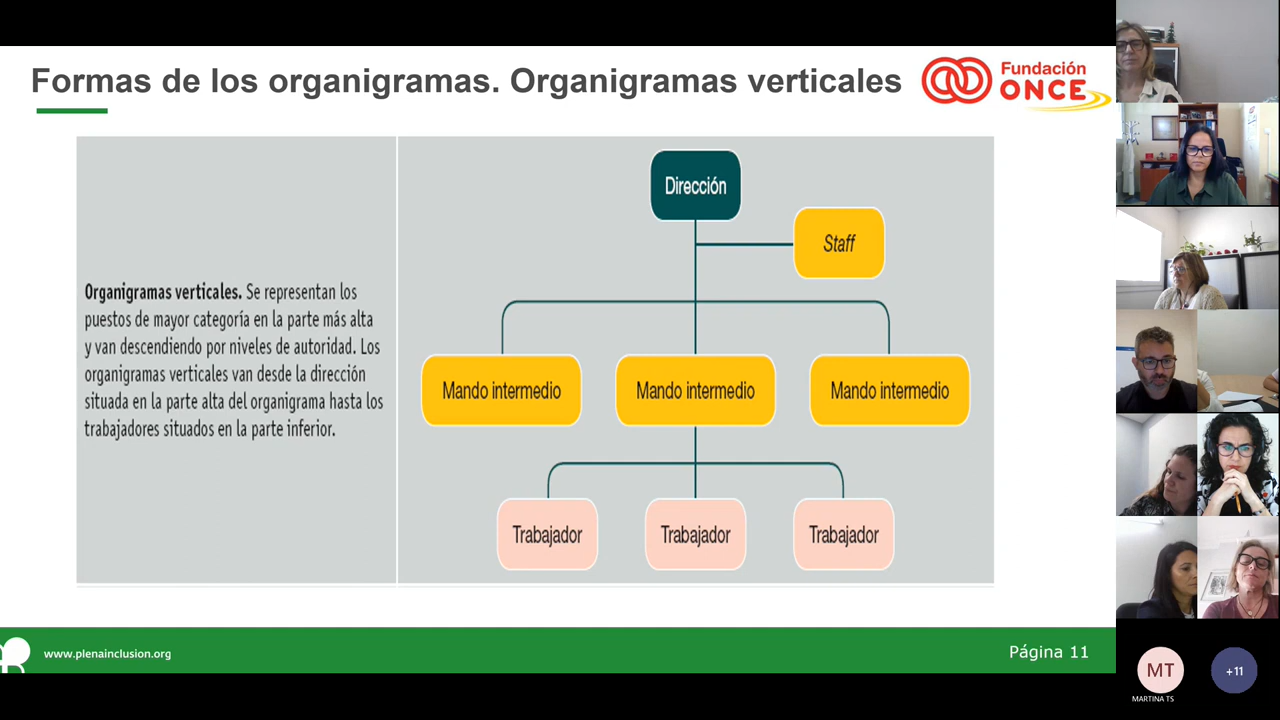 Formas de los organigramas. Organigramas verticales
Fundación
ONCE
Organigramas verticales. Se representan los
puestos de mayor categoría en la parte más alta
y van descendiendo por niveles de autoridad. Los
organigramas verticales van desde la dirección
situada en la parte alta del organigrama hasta los
trabajadores situados en la parte inferior.
Dirección
Staff
Mando intermedio
Mando intermedio
Mando intermedio
Trabajador
Trabajador
Trabajador
www.plenainclusion.org
Página 11
MT
MARTINA TS
+11